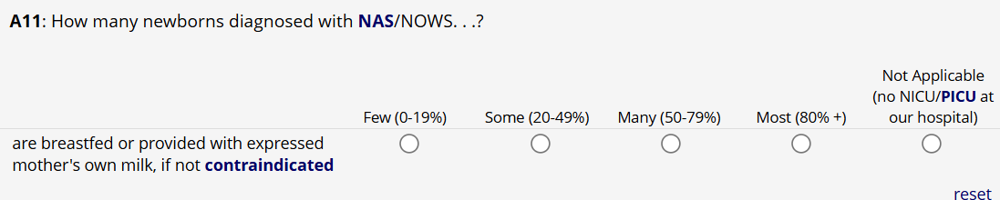 A11: How many newborns diagnosed with NAS/NOWS. . .?
Not Applicable
(no NICU/PICU at
Few (0-19%) Some (20-49%) Many (50-79%) Most (80% +) our hospital)
are breastfed or provided with expressed
mother's own milk, if not contraindicated
reset